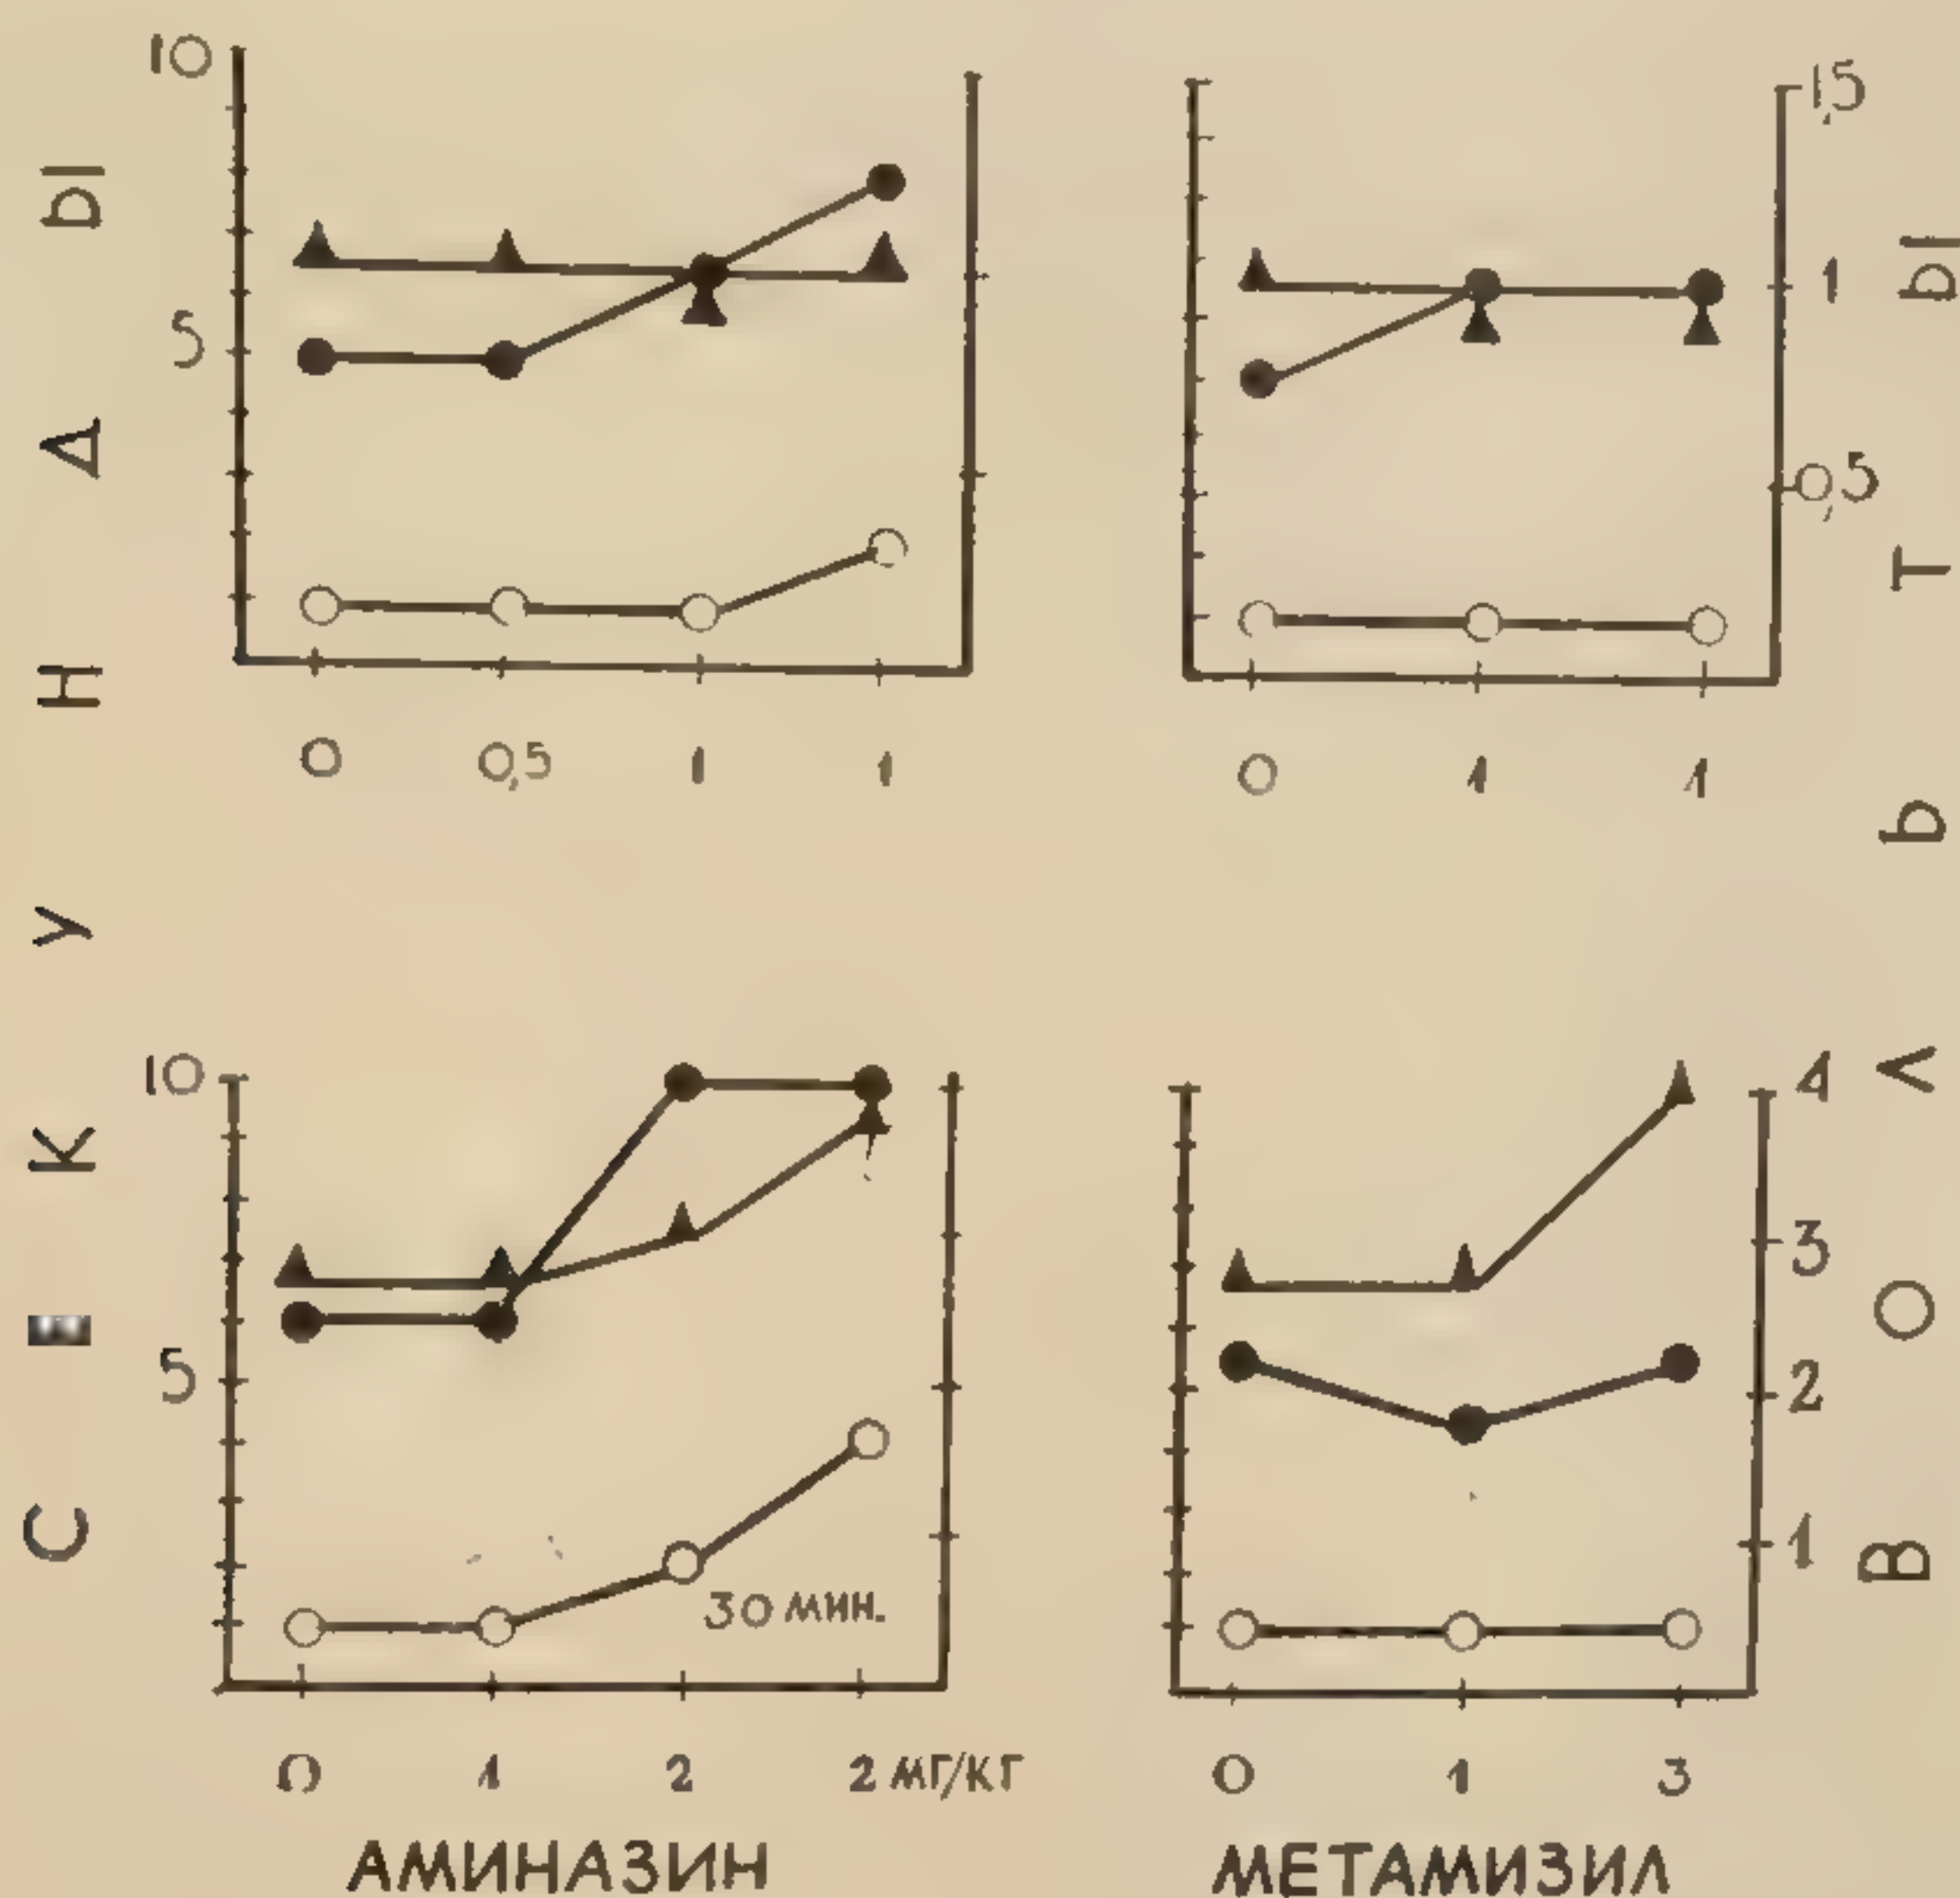 СЕКУНДЫ
10
5
0 0,5 1 1
0 1 1
1,5
1
0,5
ВОЛЬТЫ
10
5
30 МИН.
0 1 2 2 МГ/КГ
0 1 3
4
3
2
1
АМИНАЗИН
МЕТАМИЗИЛ